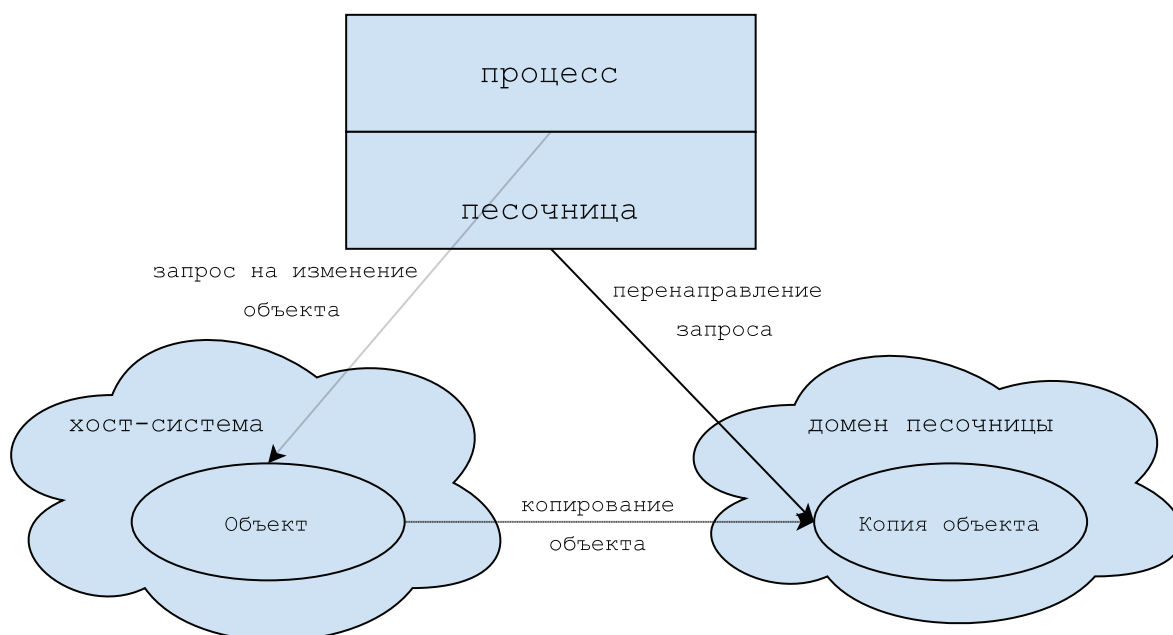 процесс
песочница
запрос на изменение
объекта
перенаправление
запроса
хост-система
домен песочницы
копирование
объекта
Объект
Копия объекта